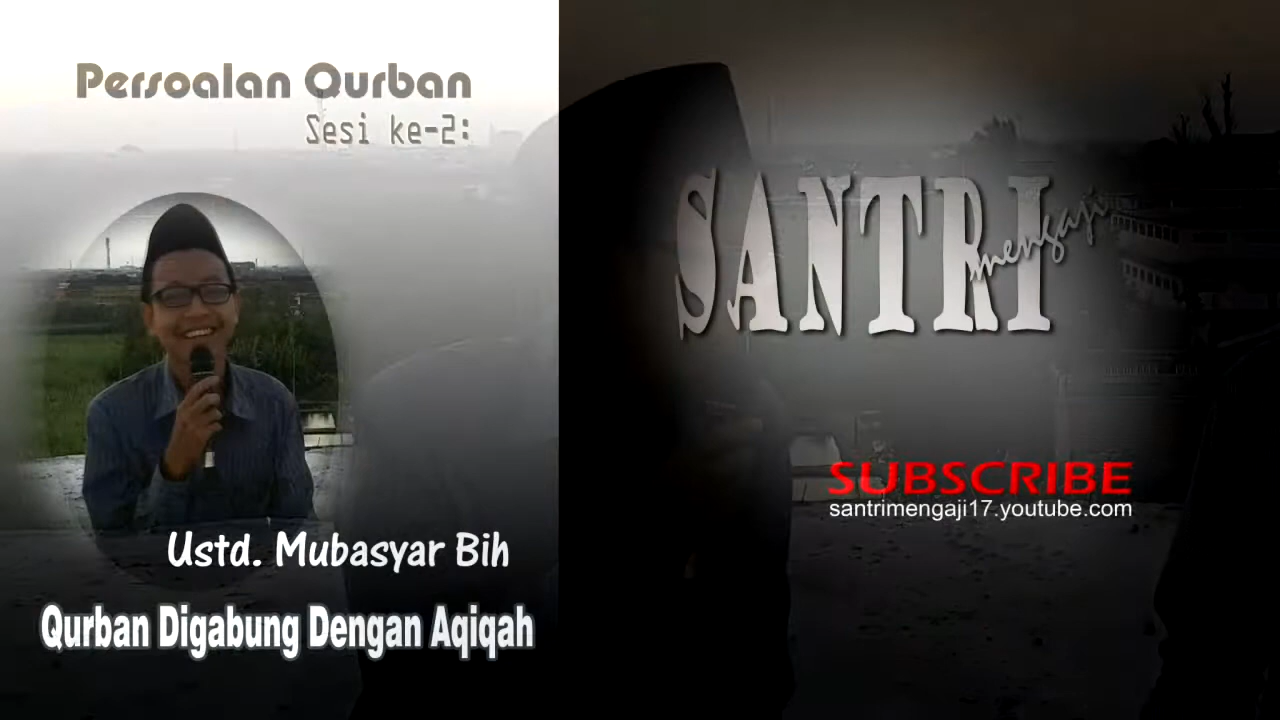 Persoalan Qurban
Sesi ke-2:
Ustd. Mubasyar Bih
Qurban Digabung Dengan Aqiqah
SANTRI
mengaji
SUBSCRIBE
santrimengaji17.youtube.com